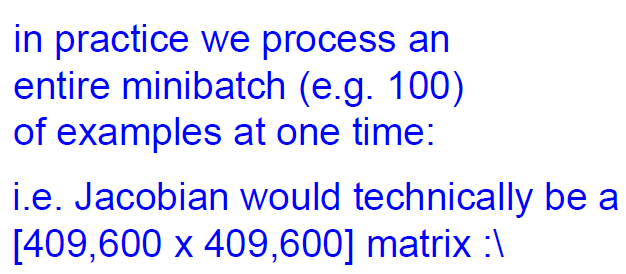 in practice we process an
entire minibatch (e.g. 100)
of examples at one time:
i.e. Jacobian would technically be a
[409,600 x 409,600] matrix :\